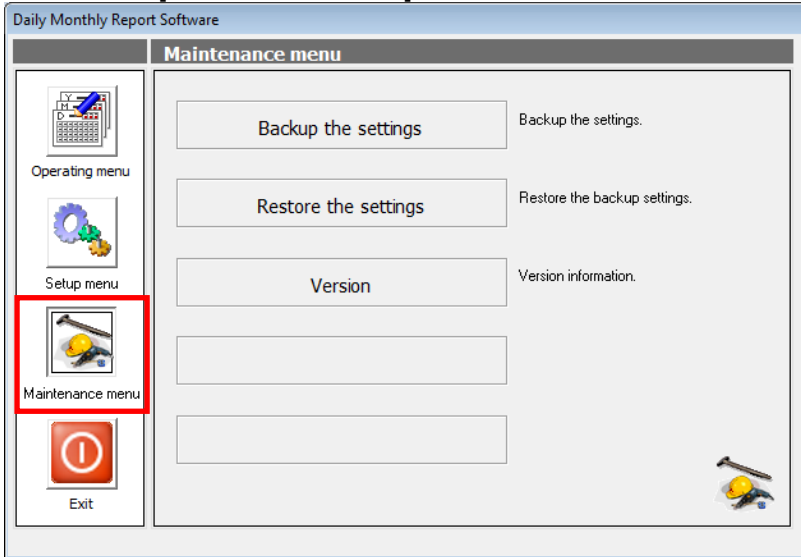 Daily Monthly Report Software
Maintenance menu
Operating menu
Setup menu
Maintenance menu
Exit
Backup the settings
Backup the settings.
Restore the settings
Restore the backup settings.
Version
Version information.